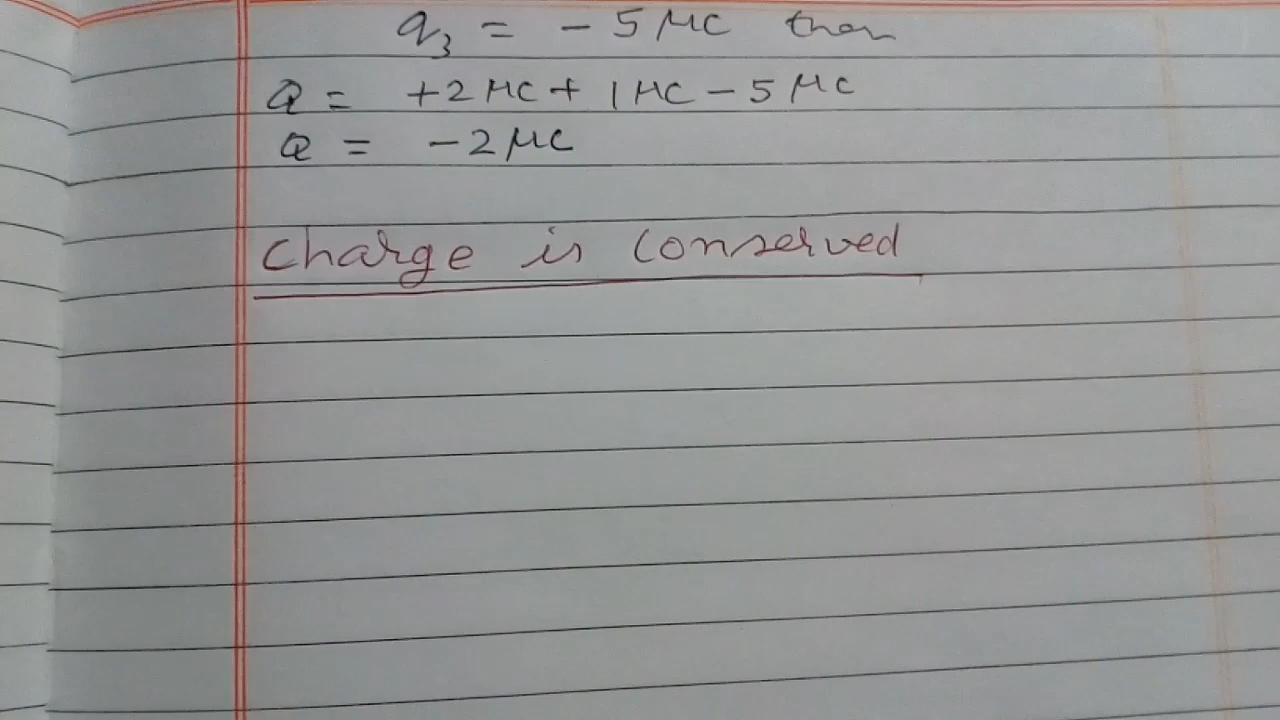 q₃ = - 5 μC then
Q = +2 μC + 1 μC - 5 μC
Q = - 2 μC
Charge is conserved